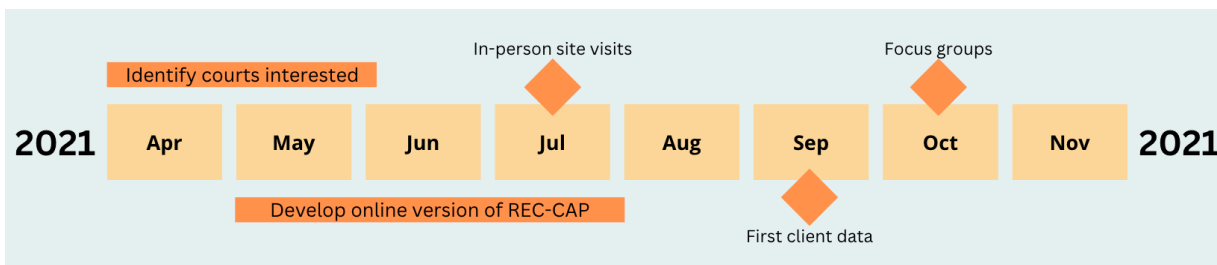 In-person site visits
Focus groups
Identify courts interested
2021 Apr May Jun Jul Aug Sep Oct Nov 2021
Develop online version of REC-CAP
First client data